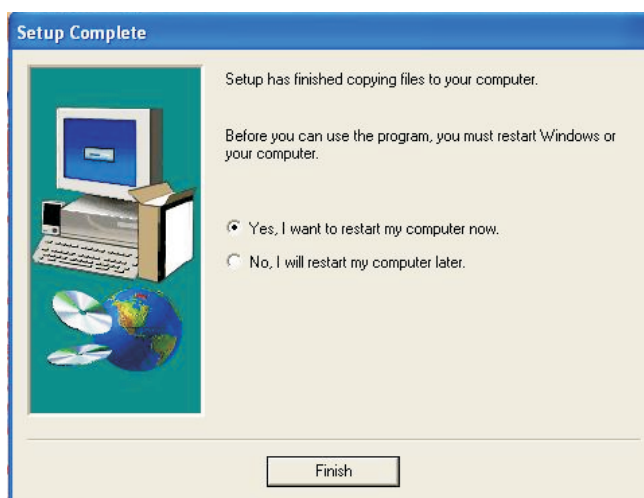 Setup Complete
Setup has finished copying files to your computer.
Before you can use the program, you must restart Windows or
your computer.
Yes, I want to restart my computer now.
No, I will restart my computer later.
Finish